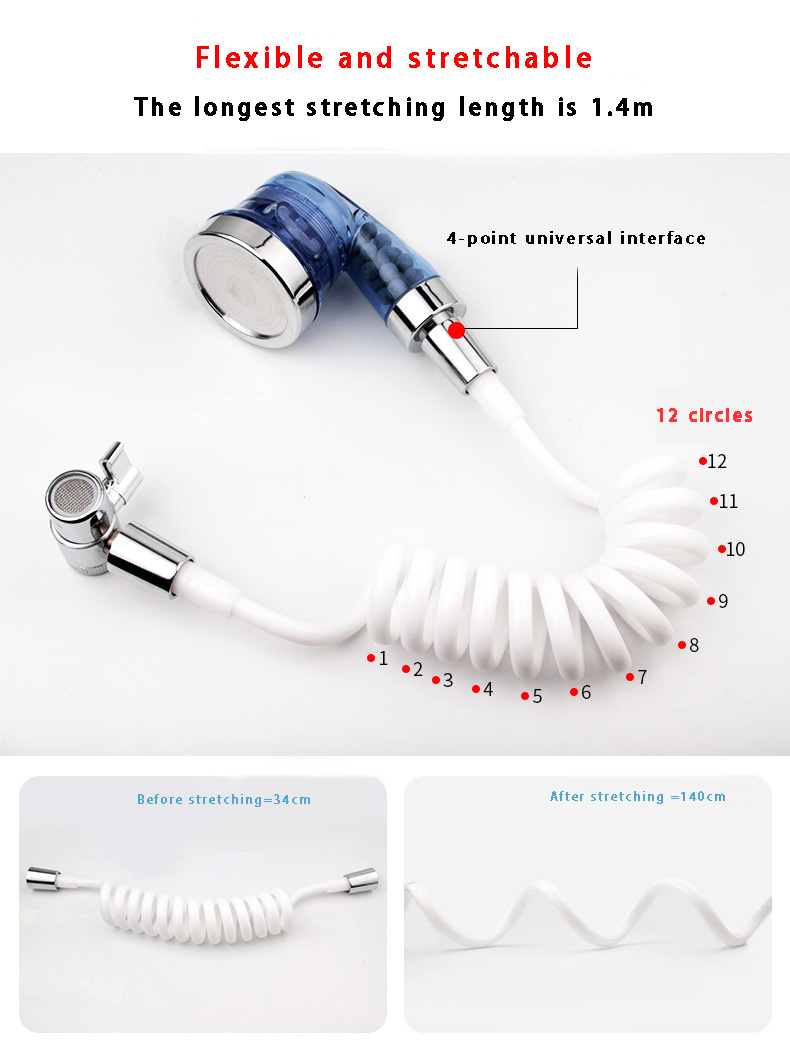 Flexible and stretchable
The longest stretching length is 1.4m
4-point universal interface
12 circles
12
11
10
9
8
7
6
5
4
3
2
1
Before stretching=34cm
After stretching =140cm